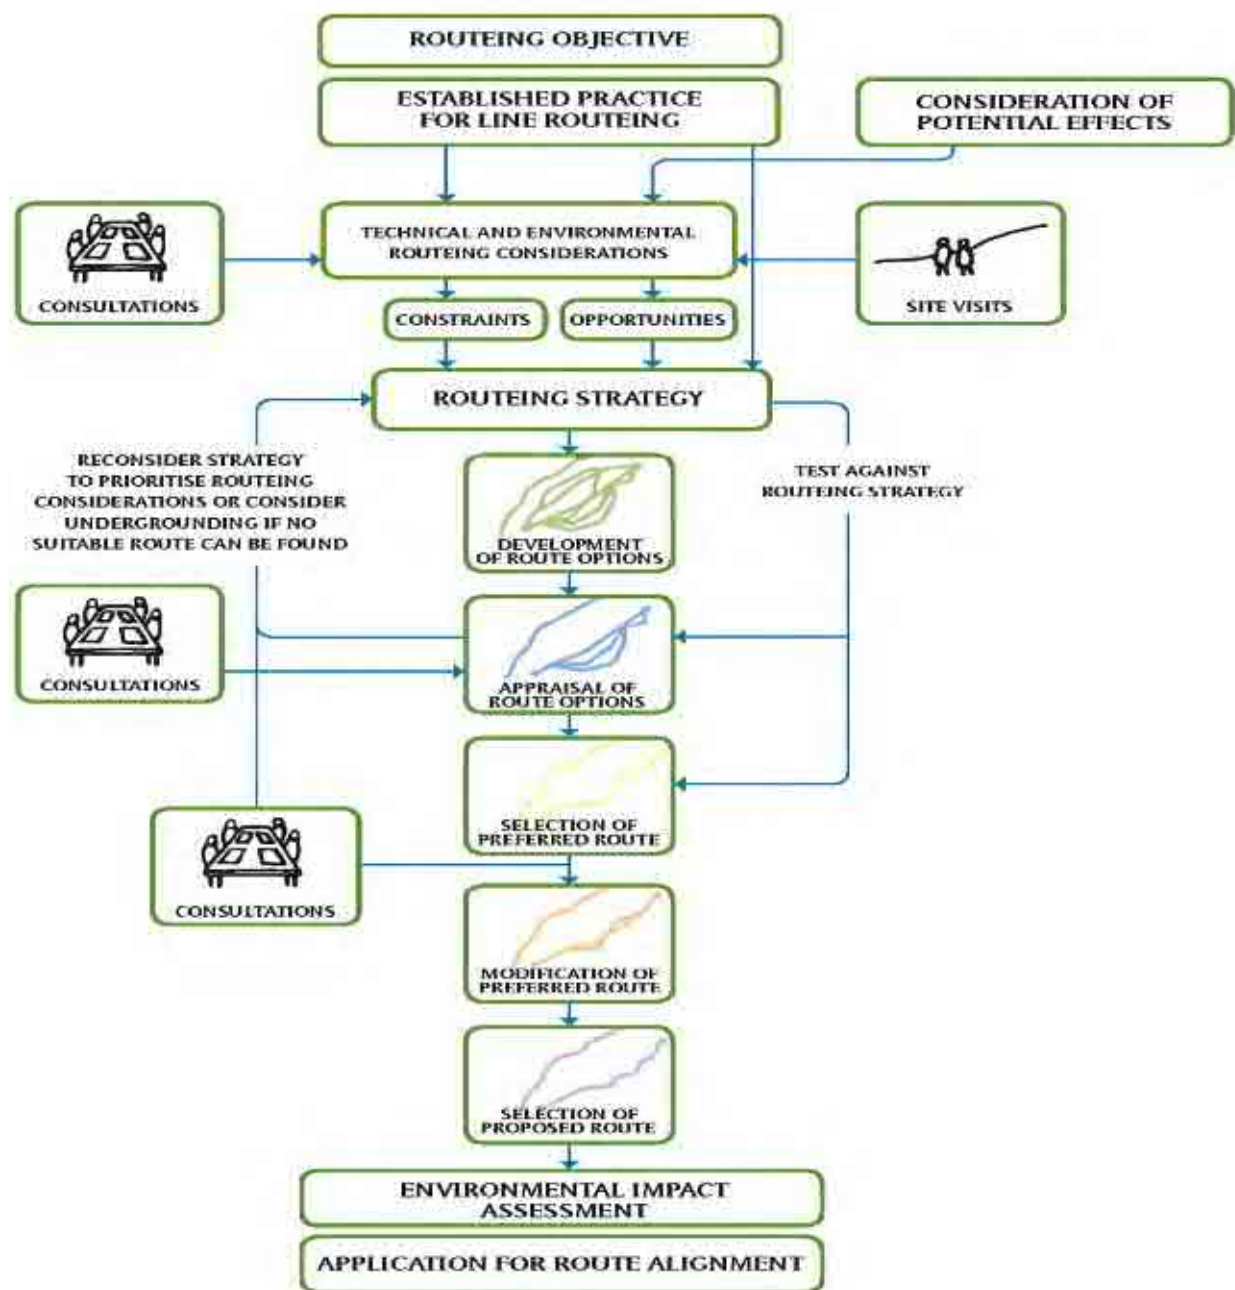 ROUTEING OBJECTIVE
ESTABLISHED PRACTICE
FOR LINE ROUTEING
CONSIDERATION OF
POTENTIAL EFFECTS
TECHNICAL AND ENVIRONMENTAL
ROUTEING CONSIDERATIONS
CONSULTATIONS
SITE VISITS
CONSTRAINTS
OPPORTUNITIES
ROUTEING STRATEGY
RECONSIDER STRATEGY
TO PRIORITISE ROUTEING
CONSIDERATIONS OR CONSIDER
UNDERGROUNDING IF NO
SUITABLE ROUTE CAN BE FOUND
TEST AGAINST
ROUTEING STRATEGY
DEVELOPMENT
OF ROUTE OPTIONS
CONSULTATIONS
APPRAISAL OF
ROUTE OPTIONS
SELECTION OF
PREFERRED ROUTE
CONSULTATIONS
MODIFICATION OF
PREFERRED ROUTE
SELECTION OF
PROPOSED ROUTE
ENVIRONMENTAL IMPACT
ASSESSMENT
APPLICATION FOR ROUTE ALIGNMENT